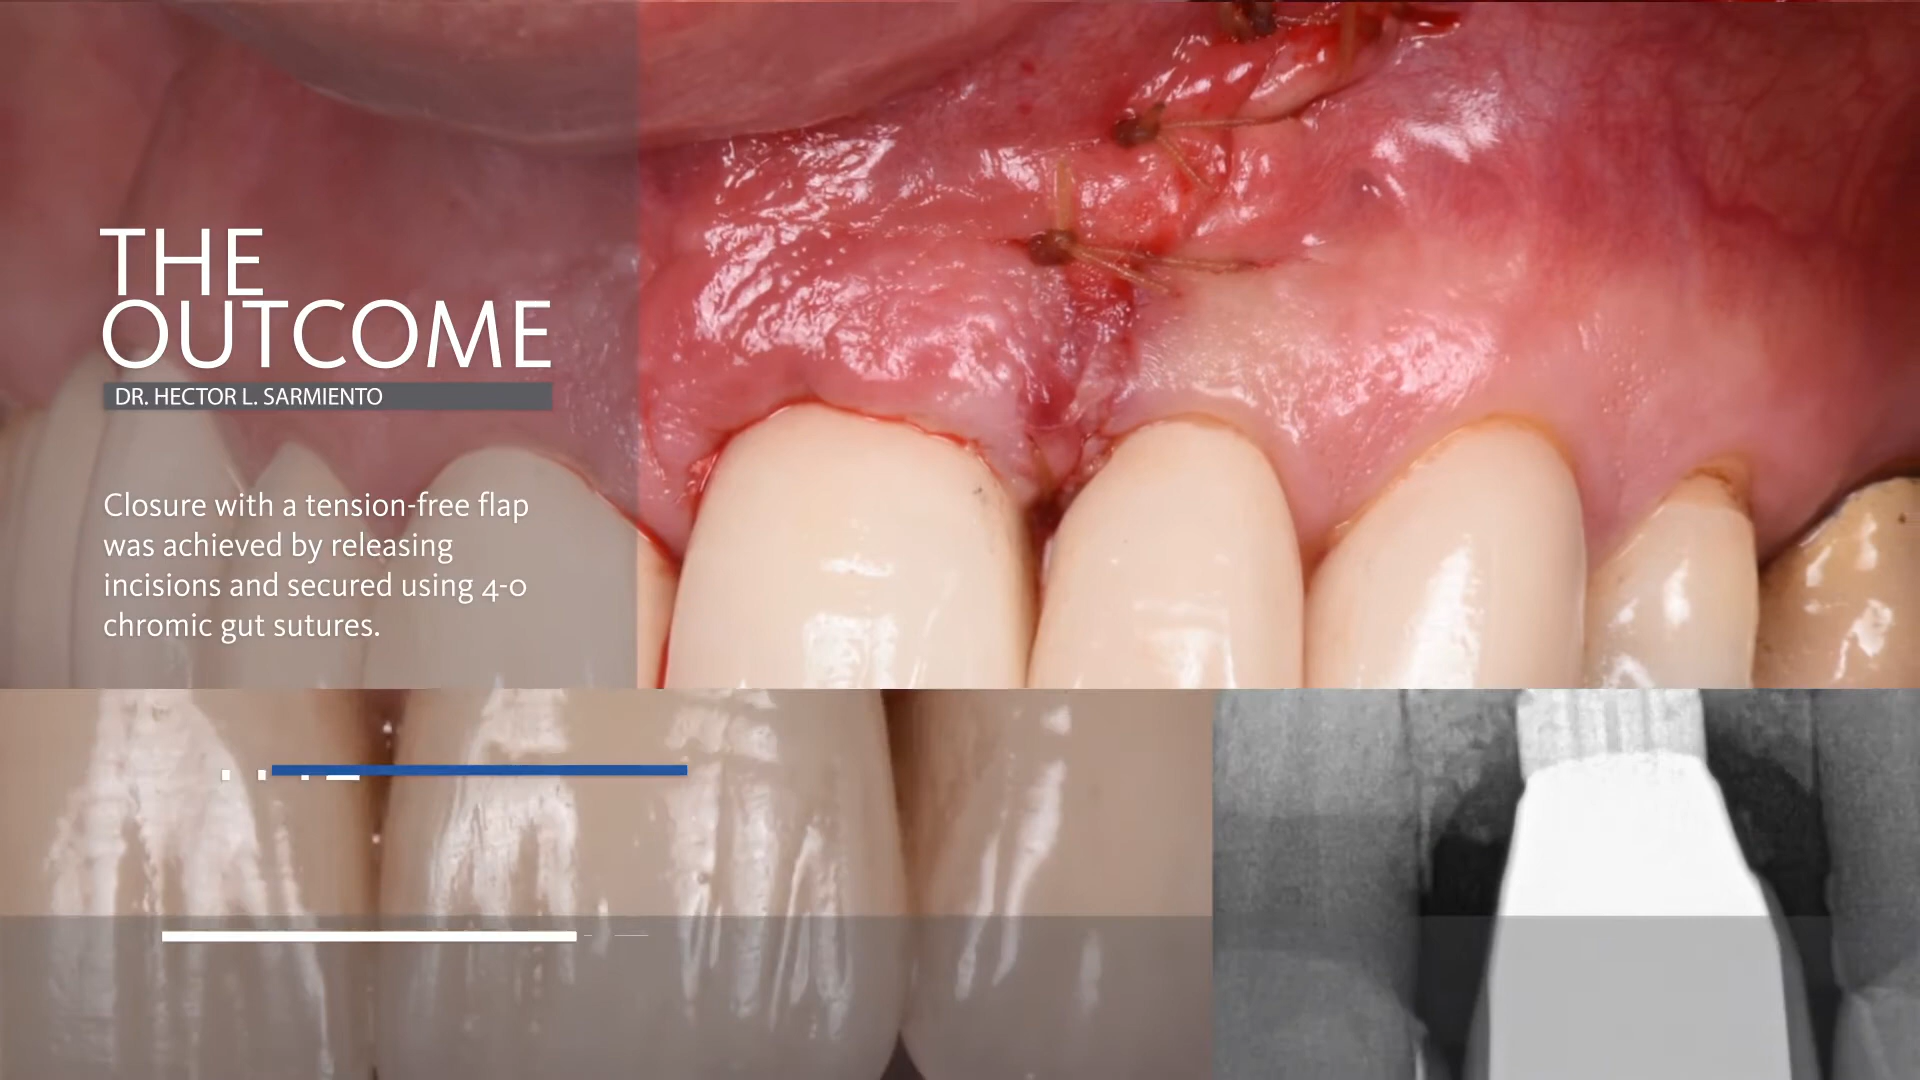 THE
OUTCOME
DR. HECTOR L. SARMIENTO
Closure with a tension-free flap
was achieved by releasing
incisions and secured using 4-0
chromic gut sutures.